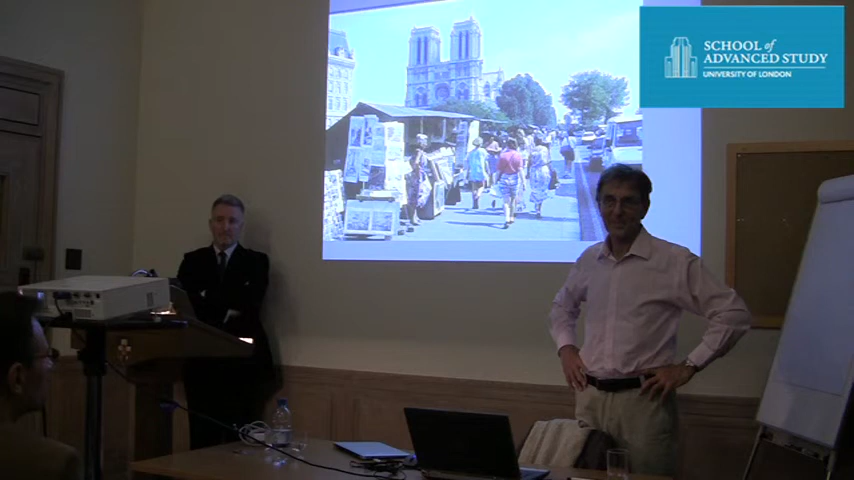 SCHOOL of
ADVANCED STUDY
UNIVERSITY OF LONDON